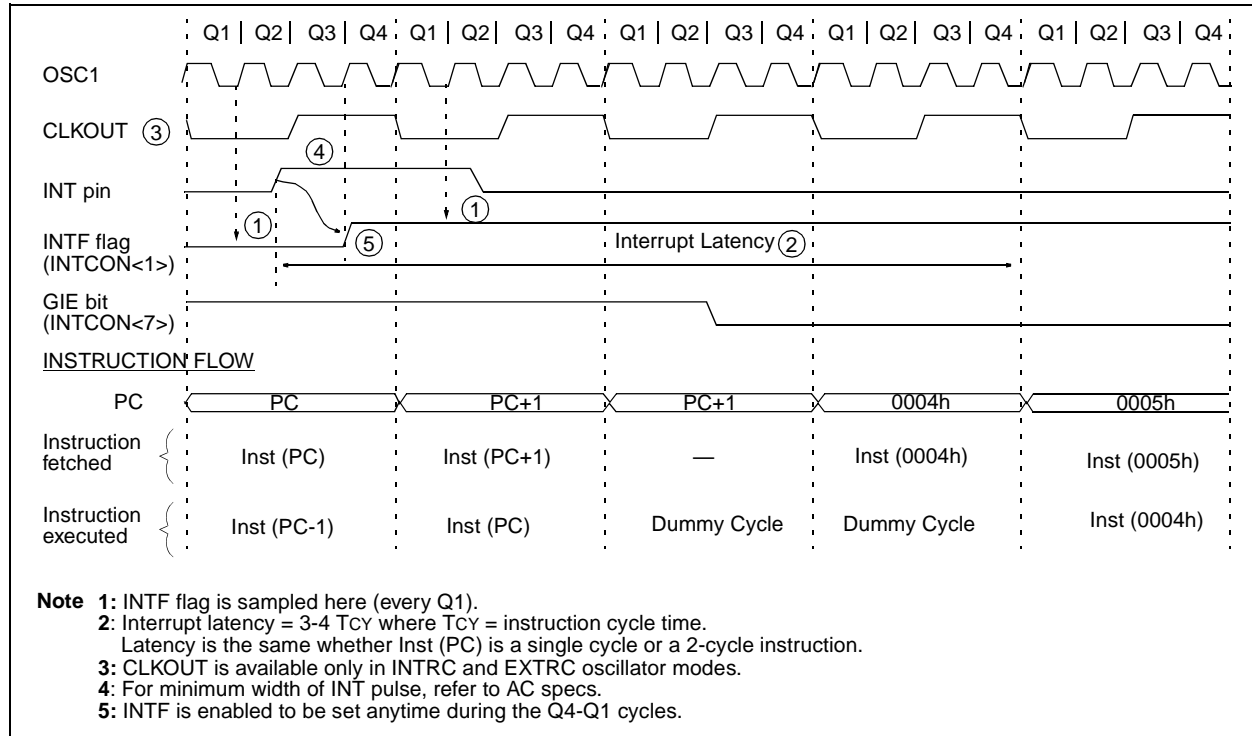 Q1 | Q2 | Q3 | Q4 Q1 | Q2 | Q3 | Q4 Q1 | Q2 | Q3 | Q4 Q1 | Q2 | Q3 | Q4 Q1 | Q2 | Q3 | Q4
OSC1
CLKOUT 3
4
INT pin
1 1
INTF flag
(INTCON<1>)
5 Interrupt Latency 2
GIE bit
(INTCON<7>)
INSTRUCTION FLOW
PC PC PC+1 PC+1 0004h 0005h
Instruction
fetched
Inst (PC) Inst (PC+1) — Inst (0004h) Inst (0005h)
Instruction
executed
Inst (PC-1) Inst (PC) Dummy Cycle Dummy Cycle Inst (0004h)
Note 1: INTF flag is sampled here (every Q1).
2: Interrupt latency = 3-4 TCY where TCY = instruction cycle time.
Latency is the same whether Inst (PC) is a single cycle or a 2-cycle instruction.
3: CLKOUT is available only in INTRC and EXTRC oscillator modes.
4: For minimum width of INT pulse, refer to AC specs.
5: INTF is enabled to be set anytime during the Q4-Q1 cycles.